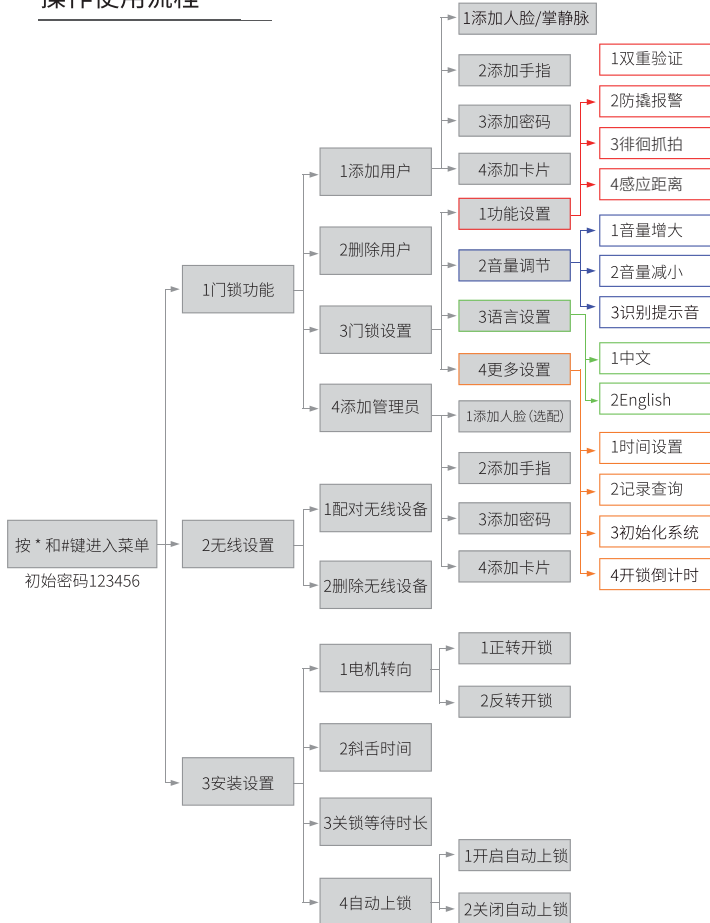 操作使用流程
按 * 和#键进入菜单
初始密码123456
1门锁功能
1添加用户
1添加人脸/掌静脉
2添加手指
3添加密码
4添加卡片
2删除用户
3门锁设置
1功能设置
1双重验证
2防撬报警
3徘徊抓拍
4感应距离
2音量调节
1音量增大
2音量减小
3识别提示音
3语言设置
1中文
2English
4更多设置
1时间设置
2记录查询
3初始化系统
4开锁倒计时
4添加管理员
1添加人脸(选配)
2添加手指
3添加密码
4添加卡片
2无线设置
1配对无线设备
2删除无线设备
3安装设置
1电机转向
1正转开锁
2反转开锁
2斜舌时间
3关锁等待时长
4自动上锁
1开启自动上锁
2关闭自动上锁